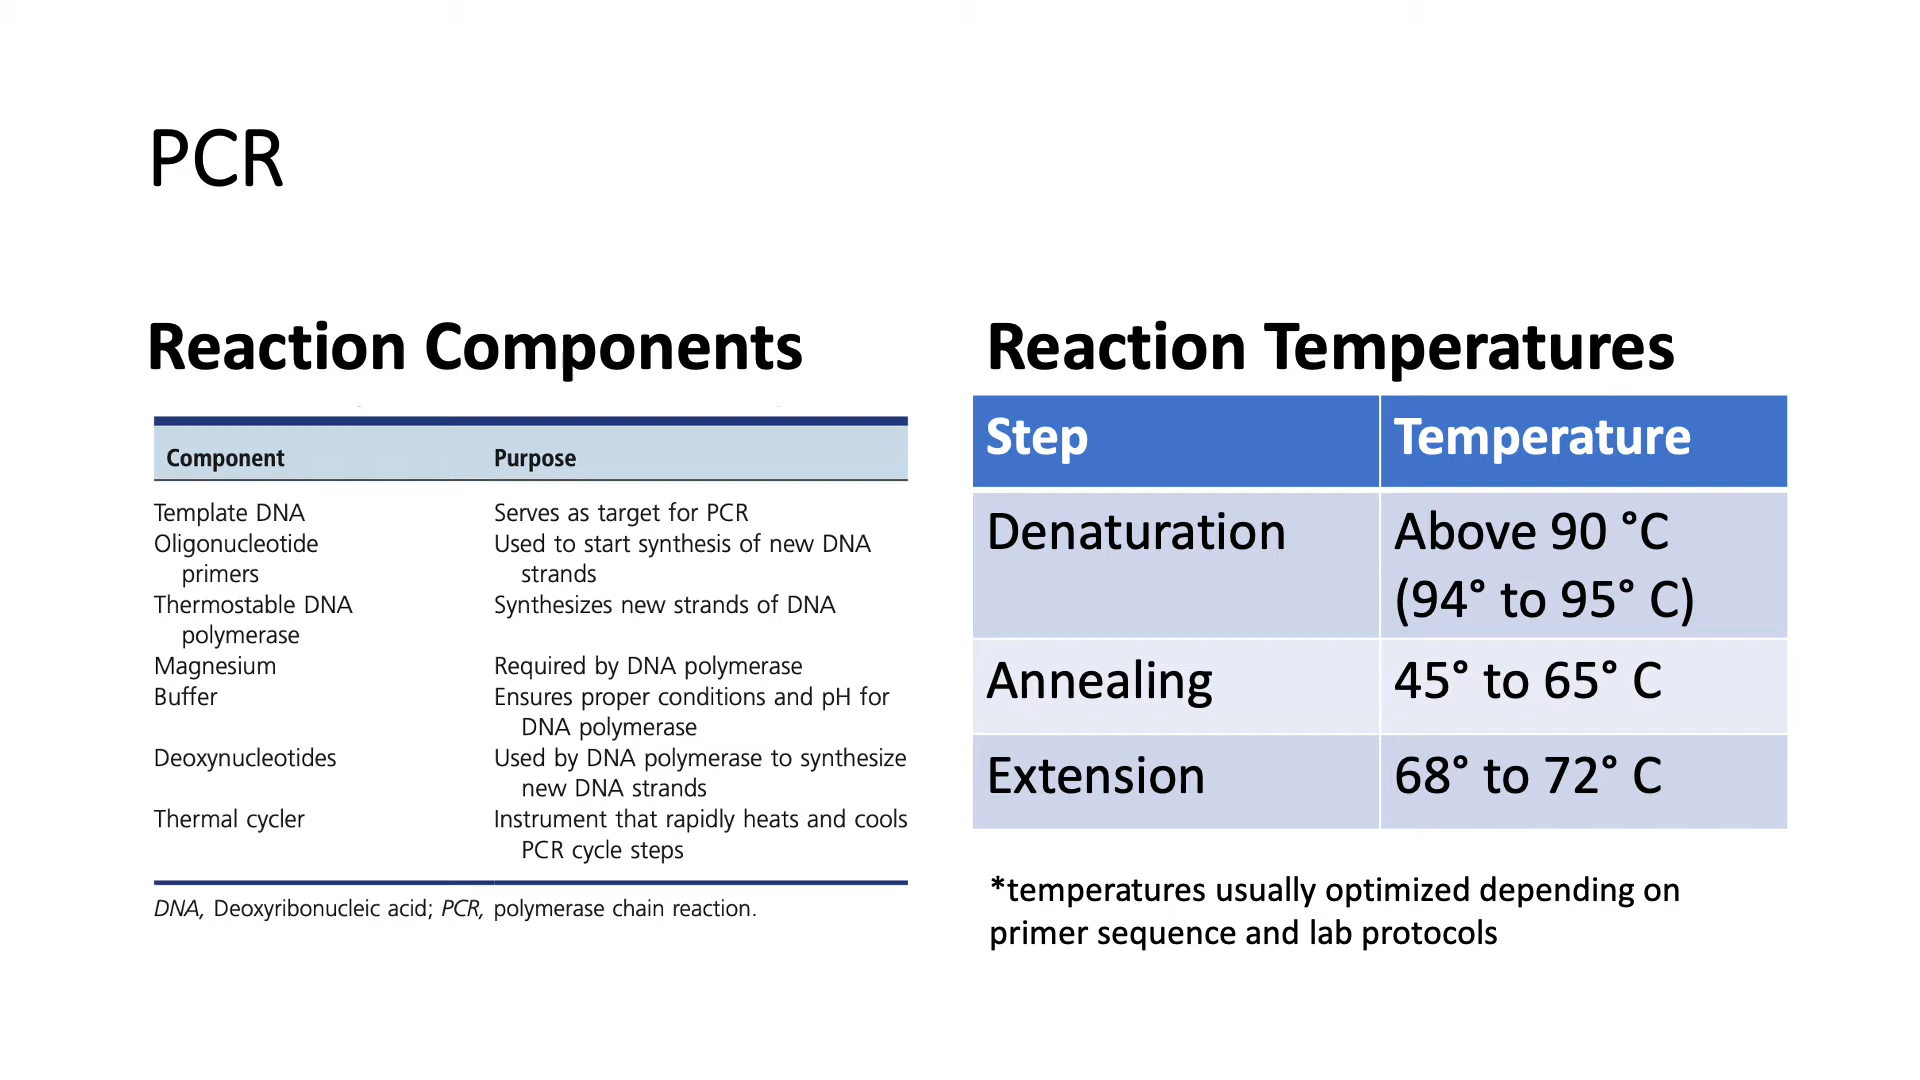 PCR
Reaction Components
Component Purpose
Template DNA Serves as target for PCR
Oligonucleotide Used to start synthesis of new DNA
primers strands
Thermostable DNA Synthesizes new strands of DNA
polymerase
Magnesium Required by DNA polymerase
Buffer Ensures proper conditions and pH for
DNA polymerase
Deoxynucleotides Used by DNA polymerase to synthesize
new DNA strands
Thermal cycler Instrument that rapidly heats and cools
PCR cycle steps
DNA, Deoxyribonucleic acid; PCR, polymerase chain reaction.
Reaction Temperatures
Step Temperature
Denaturation Above 90 °C
(94° to 95° C)
Annealing 45° to 65° C
Extension 68° to 72° C
*temperatures usually optimized depending on
primer sequence and lab protocols